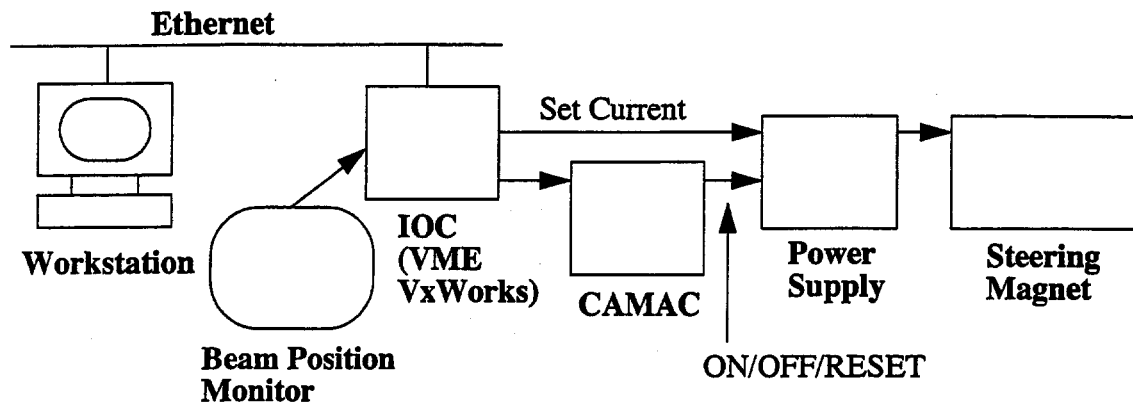 Ethernet
Set Current
Workstation
IOC
(VME
VxWorks)
CAMAC
Power
Supply
Steering
Magnet
Beam Position
Monitor
ON/OFF/RESET